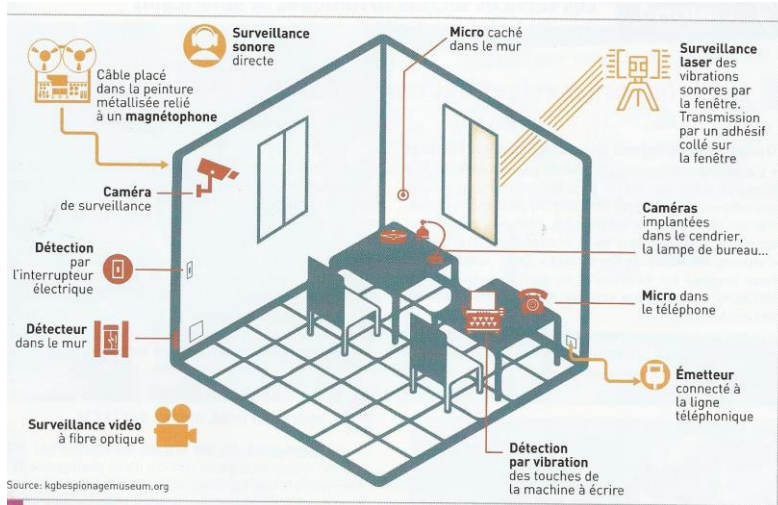 Surveillance
sonore
directe
Micro caché
dans le mur
Câble placé
dans la peinture
métallisée relié
à un magnétophone
Surveillance
laser des
vibrations
sonores par
la fenêtre.
Transmission
par un adhésif
collé sur
la fenêtre
Caméra
de surveillance
Caméras
implantées
dans le cendrier,
la lampe de bureau...
Détection
par
l'interrupteur
électrique
Micro dans
le téléphone
Détecteur
dans le mur
Émetteur
connecté à
la ligne
téléphonique
Surveillance vidéo
à fibre optique
Détection
par vibration
des touches de
la machine à écrire
Source: kgbespionagemuseum.org